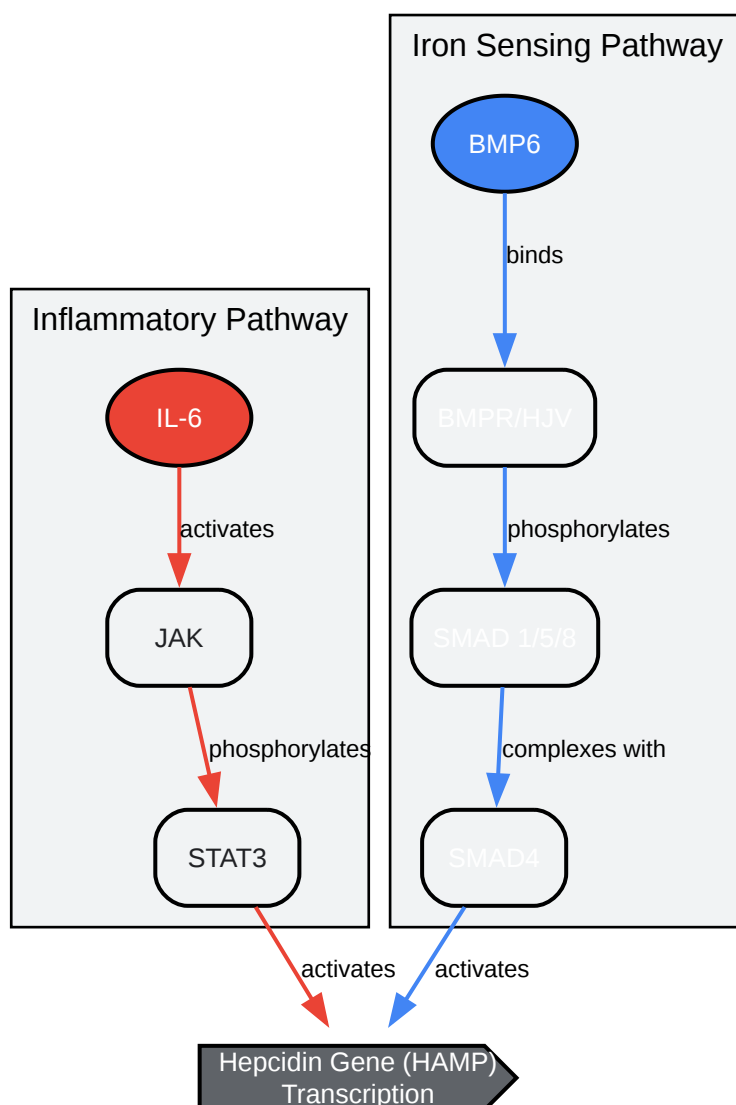 Iron Sensing Pathway
BMP6
binds
Inflammatory Pathway
IL-6
BMPR/HJV
activates
phosphorylates
JAK
SMAD 1/5/8
phosphorylates
complexes with
STAT3
SMAD4
activates
activates
Hepcidin Gene (HAMP)
Transcription